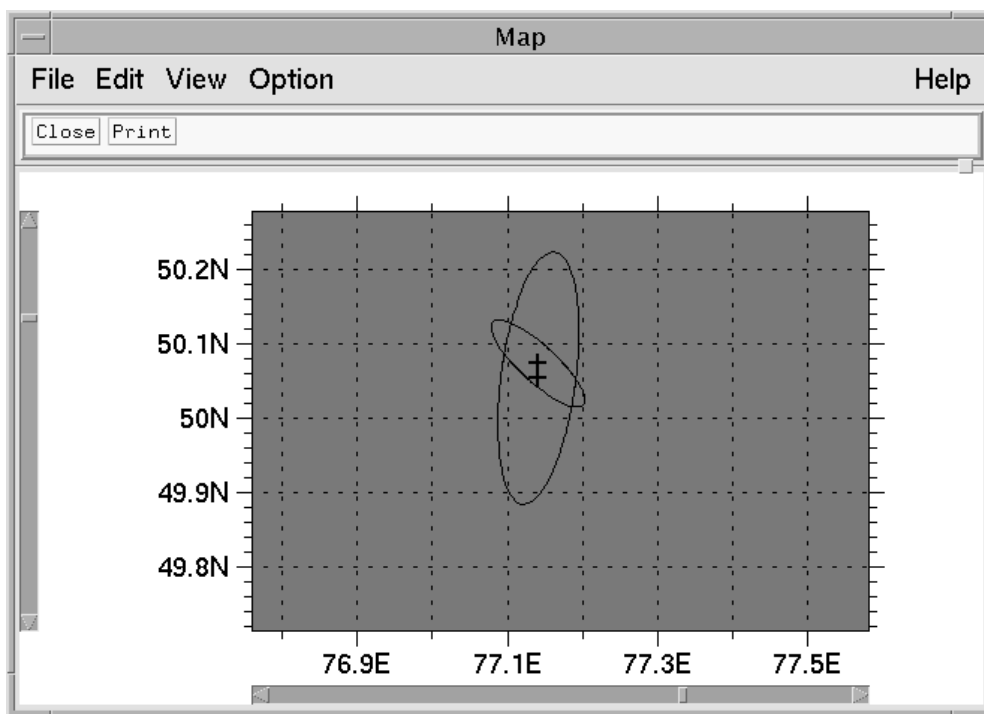 Map
File Edit View Option Help
Close Print
50.2N
50.1N
50N
49.9N
49.8N
76.9E 77.1E 77.3E 77.5E